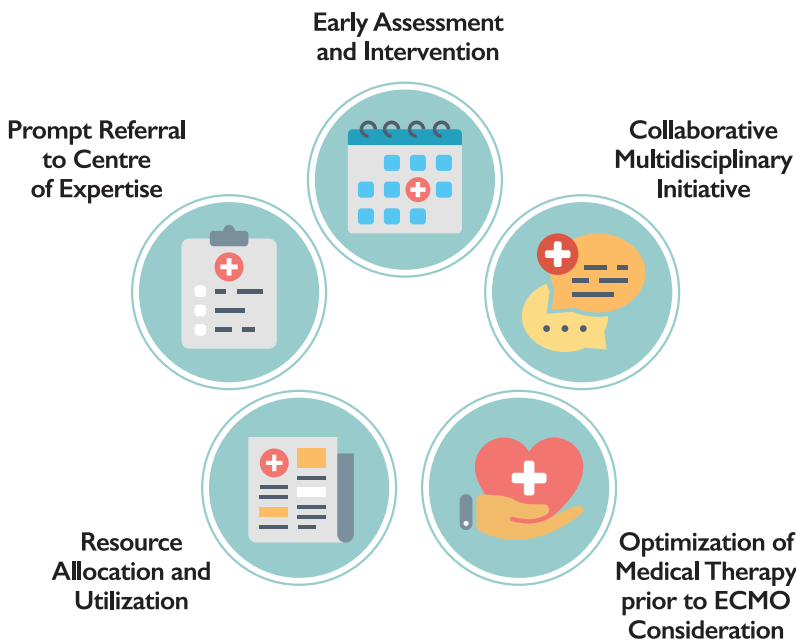 Early Assessment
and Intervention
Prompt Referral
to Centre
of Expertise
Collaborative
Multidisciplinary
Initiative
Resource
Allocation and
Utilization
Optimization of
Medical Therapy
prior to ECMO
Consideration